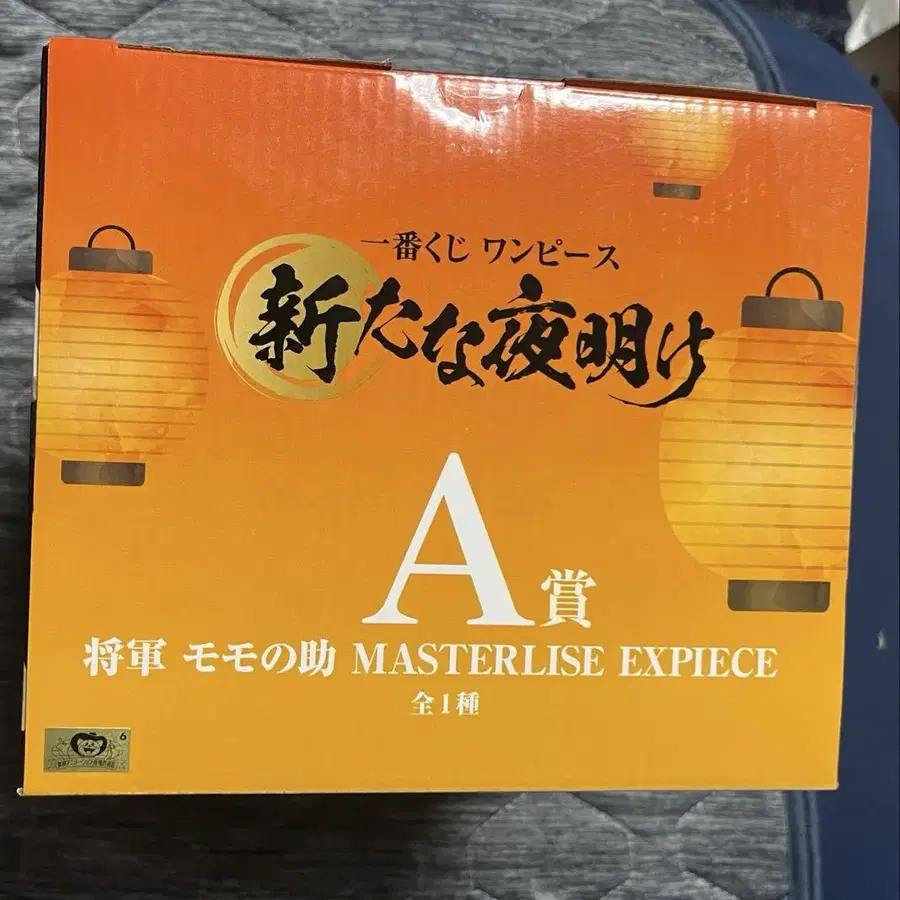 一番くじ ワンピース
新たな夜明け
A賞
将軍 モモの助 MASTERLISE EXPIECE
全1種
6